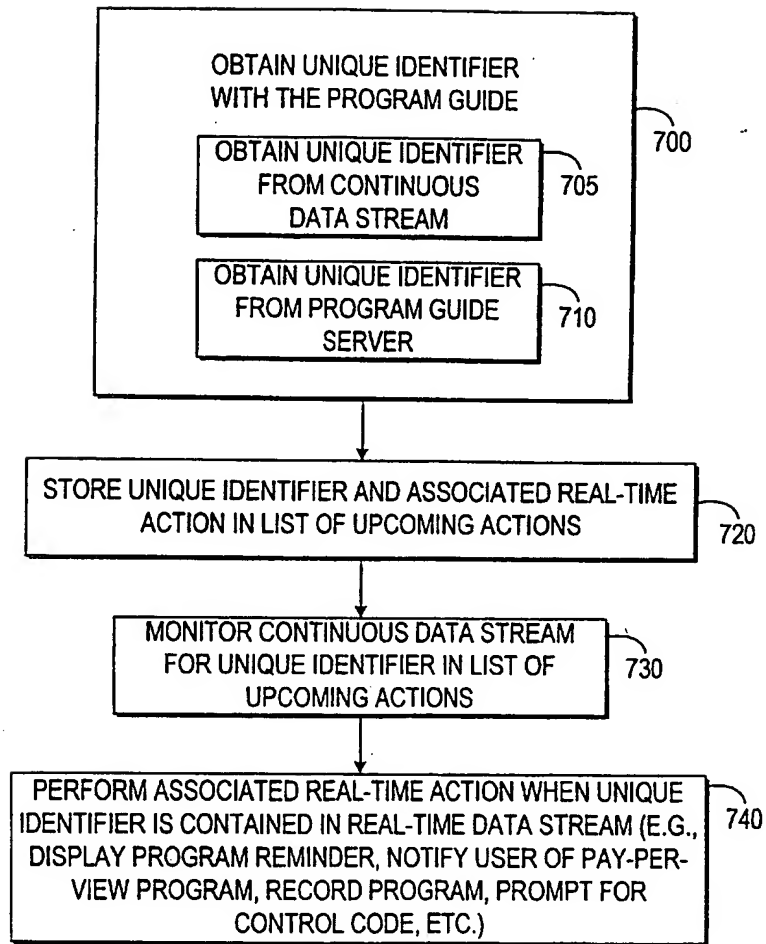 OBTAIN UNIQUE IDENTIFIER
WITH THE PROGRAM GUIDE
700
OBTAIN UNIQUE IDENTIFIER
FROM CONTINUOUS
DATA STREAM
705
OBTAIN UNIQUE IDENTIFIER
FROM PROGRAM GUIDE
SERVER
710
STORE UNIQUE IDENTIFIER AND ASSOCIATED REAL-TIME
ACTION IN LIST OF UPCOMING ACTIONS
720
MONITOR CONTINUOUS DATA STREAM
FOR UNIQUE IDENTIFIER IN LIST OF
UPCOMING ACTIONS
730
PERFORM ASSOCIATED REAL-TIME ACTION WHEN UNIQUE
IDENTIFIER IS CONTAINED IN REAL-TIME DATA STREAM (E.G.,
DISPLAY PROGRAM REMINDER, NOTIFY USER OF PAY-PER-
VIEW PROGRAM, RECORD PROGRAM, PROMPT FOR
CONTROL CODE, ETC.)
740